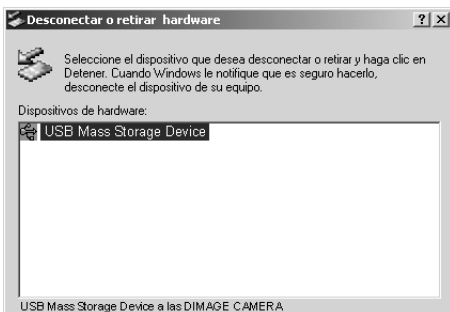 Desconectar o retirar hardware
Seleccione el dispositivo que desea desconectar o retirar y haga clic en
Detener. Cuando Windows le notifique que es seguro hacerlo,
desconecte el dispositivo de su equipo.
Dispositivos de hardware:
USB Mass Storage Device
USB Mass Storage Device a las DIMAGE CAMERA